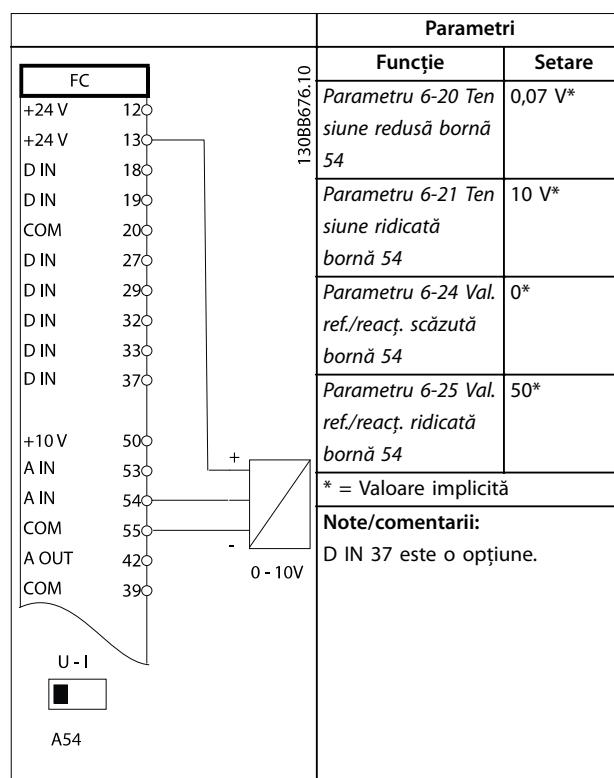 Parametri
Funcție Setare
FC
130BB676.10
+24 V 12
+24 V 13
D IN 18
D IN 19
COM 20
D IN 27
D IN 29
D IN 32
D IN 33
D IN 37
+10 V 50
A IN 53
A IN 54
COM 55
A OUT 42
COM 39
+
-
0 - 10V
U - I
A54
Parametru 6-20 Ten 0,07 V*
siune redusă bornă
54
Parametru 6-21 Ten 10 V*
siune ridicată
bornă 54
Parametru 6-24 Val. 0*
ref./react. scăzută
bornă 54
Parametru 6-25 Val. 50*
ref./react. ridicată
bornă 54
* = Valoare implicită
Note/comentarii:
D IN 37 este o opțiune.